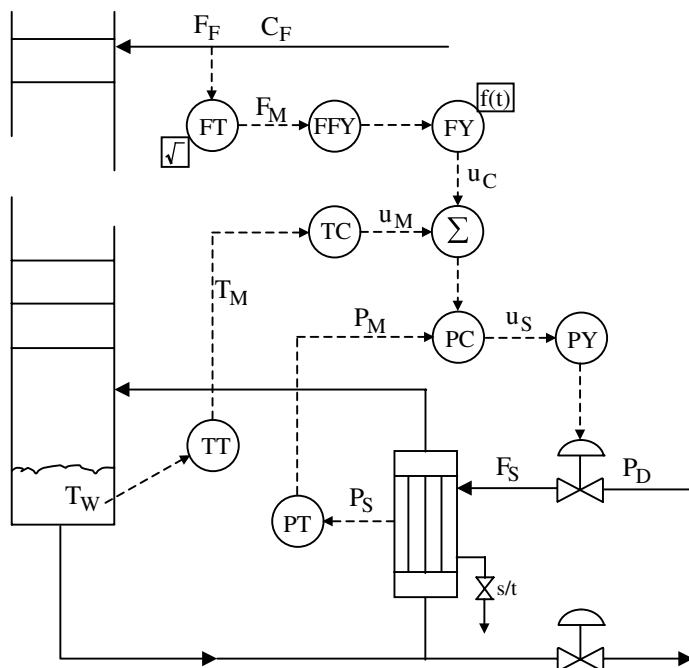 F_F C_F
f(t)
FT F_M FFY FY
√
u_C
TC u_M Σ
T_M
P_M PC u_S PY
TT
T_W
F_S P_D
PT P_S
s/t